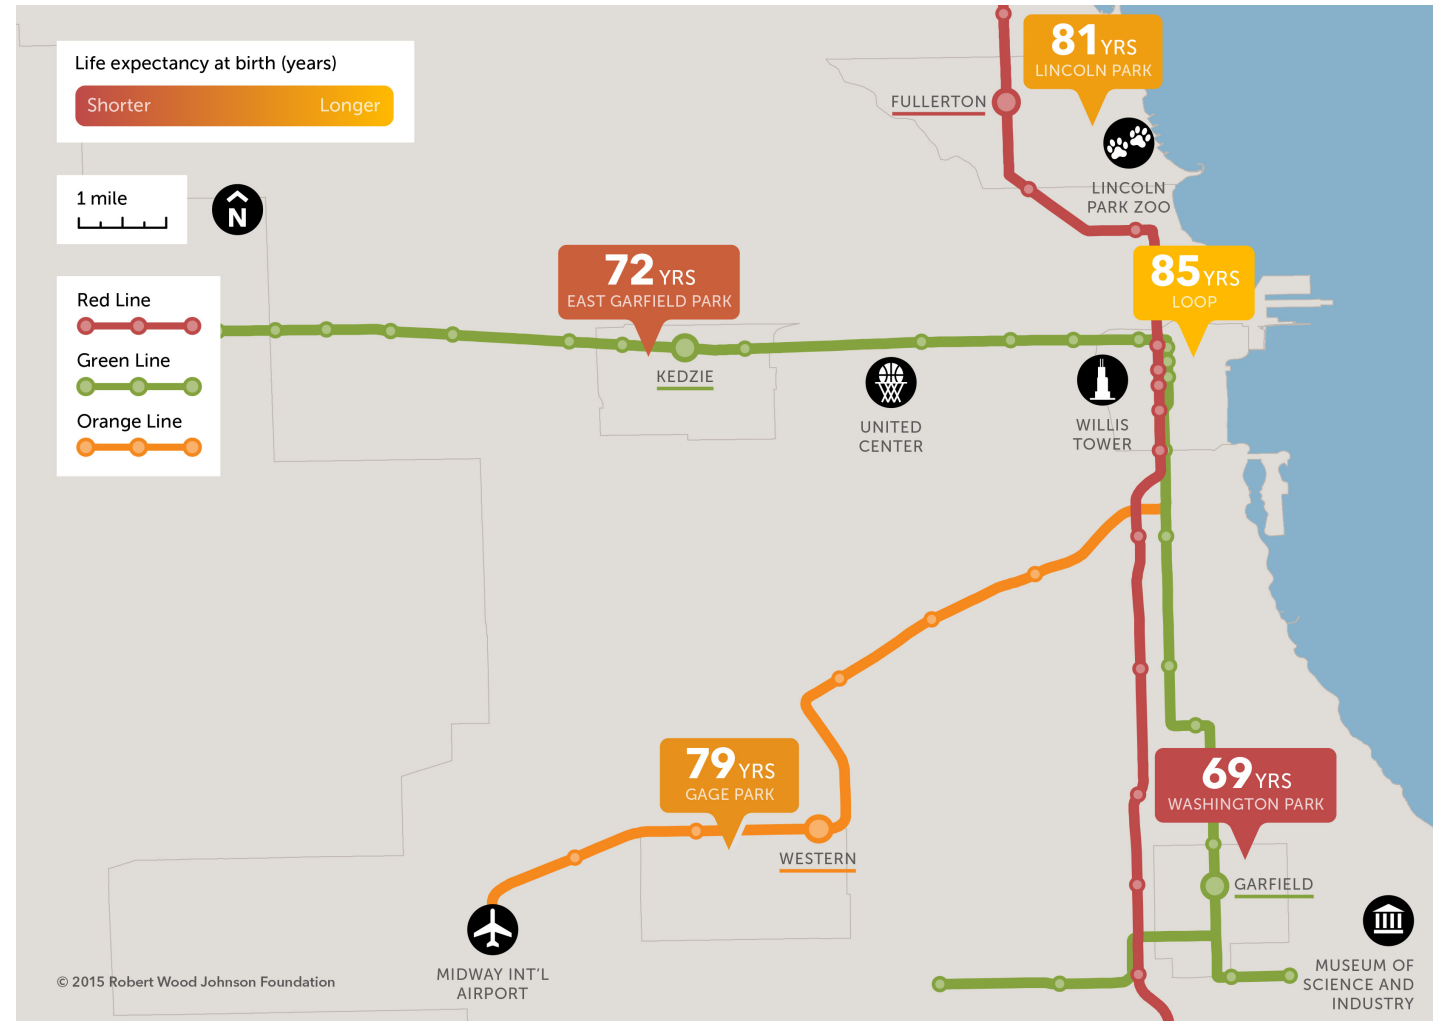 Life expectancy at birth (years)
Shorter
Longer
1 mile
N
Red Line
Green Line
Orange Line
81 YRS
LINCOLN PARK
FULLERTON
LINCOLN
PARK ZOO
72 YRS
EAST GARFIELD PARK
KEDZIE
85 YRS
LOOP
UNITED
CENTER
WILLIS
TOWER
79 YRS
GAGE PARK
WESTERN
69 YRS
WASHINGTON PARK
GARFIELD
MIDWAY INT'L
AIRPORT
MUSEUM OF
SCIENCE AND
INDUSTRY
© 2015 Robert Wood Johnson Foundation